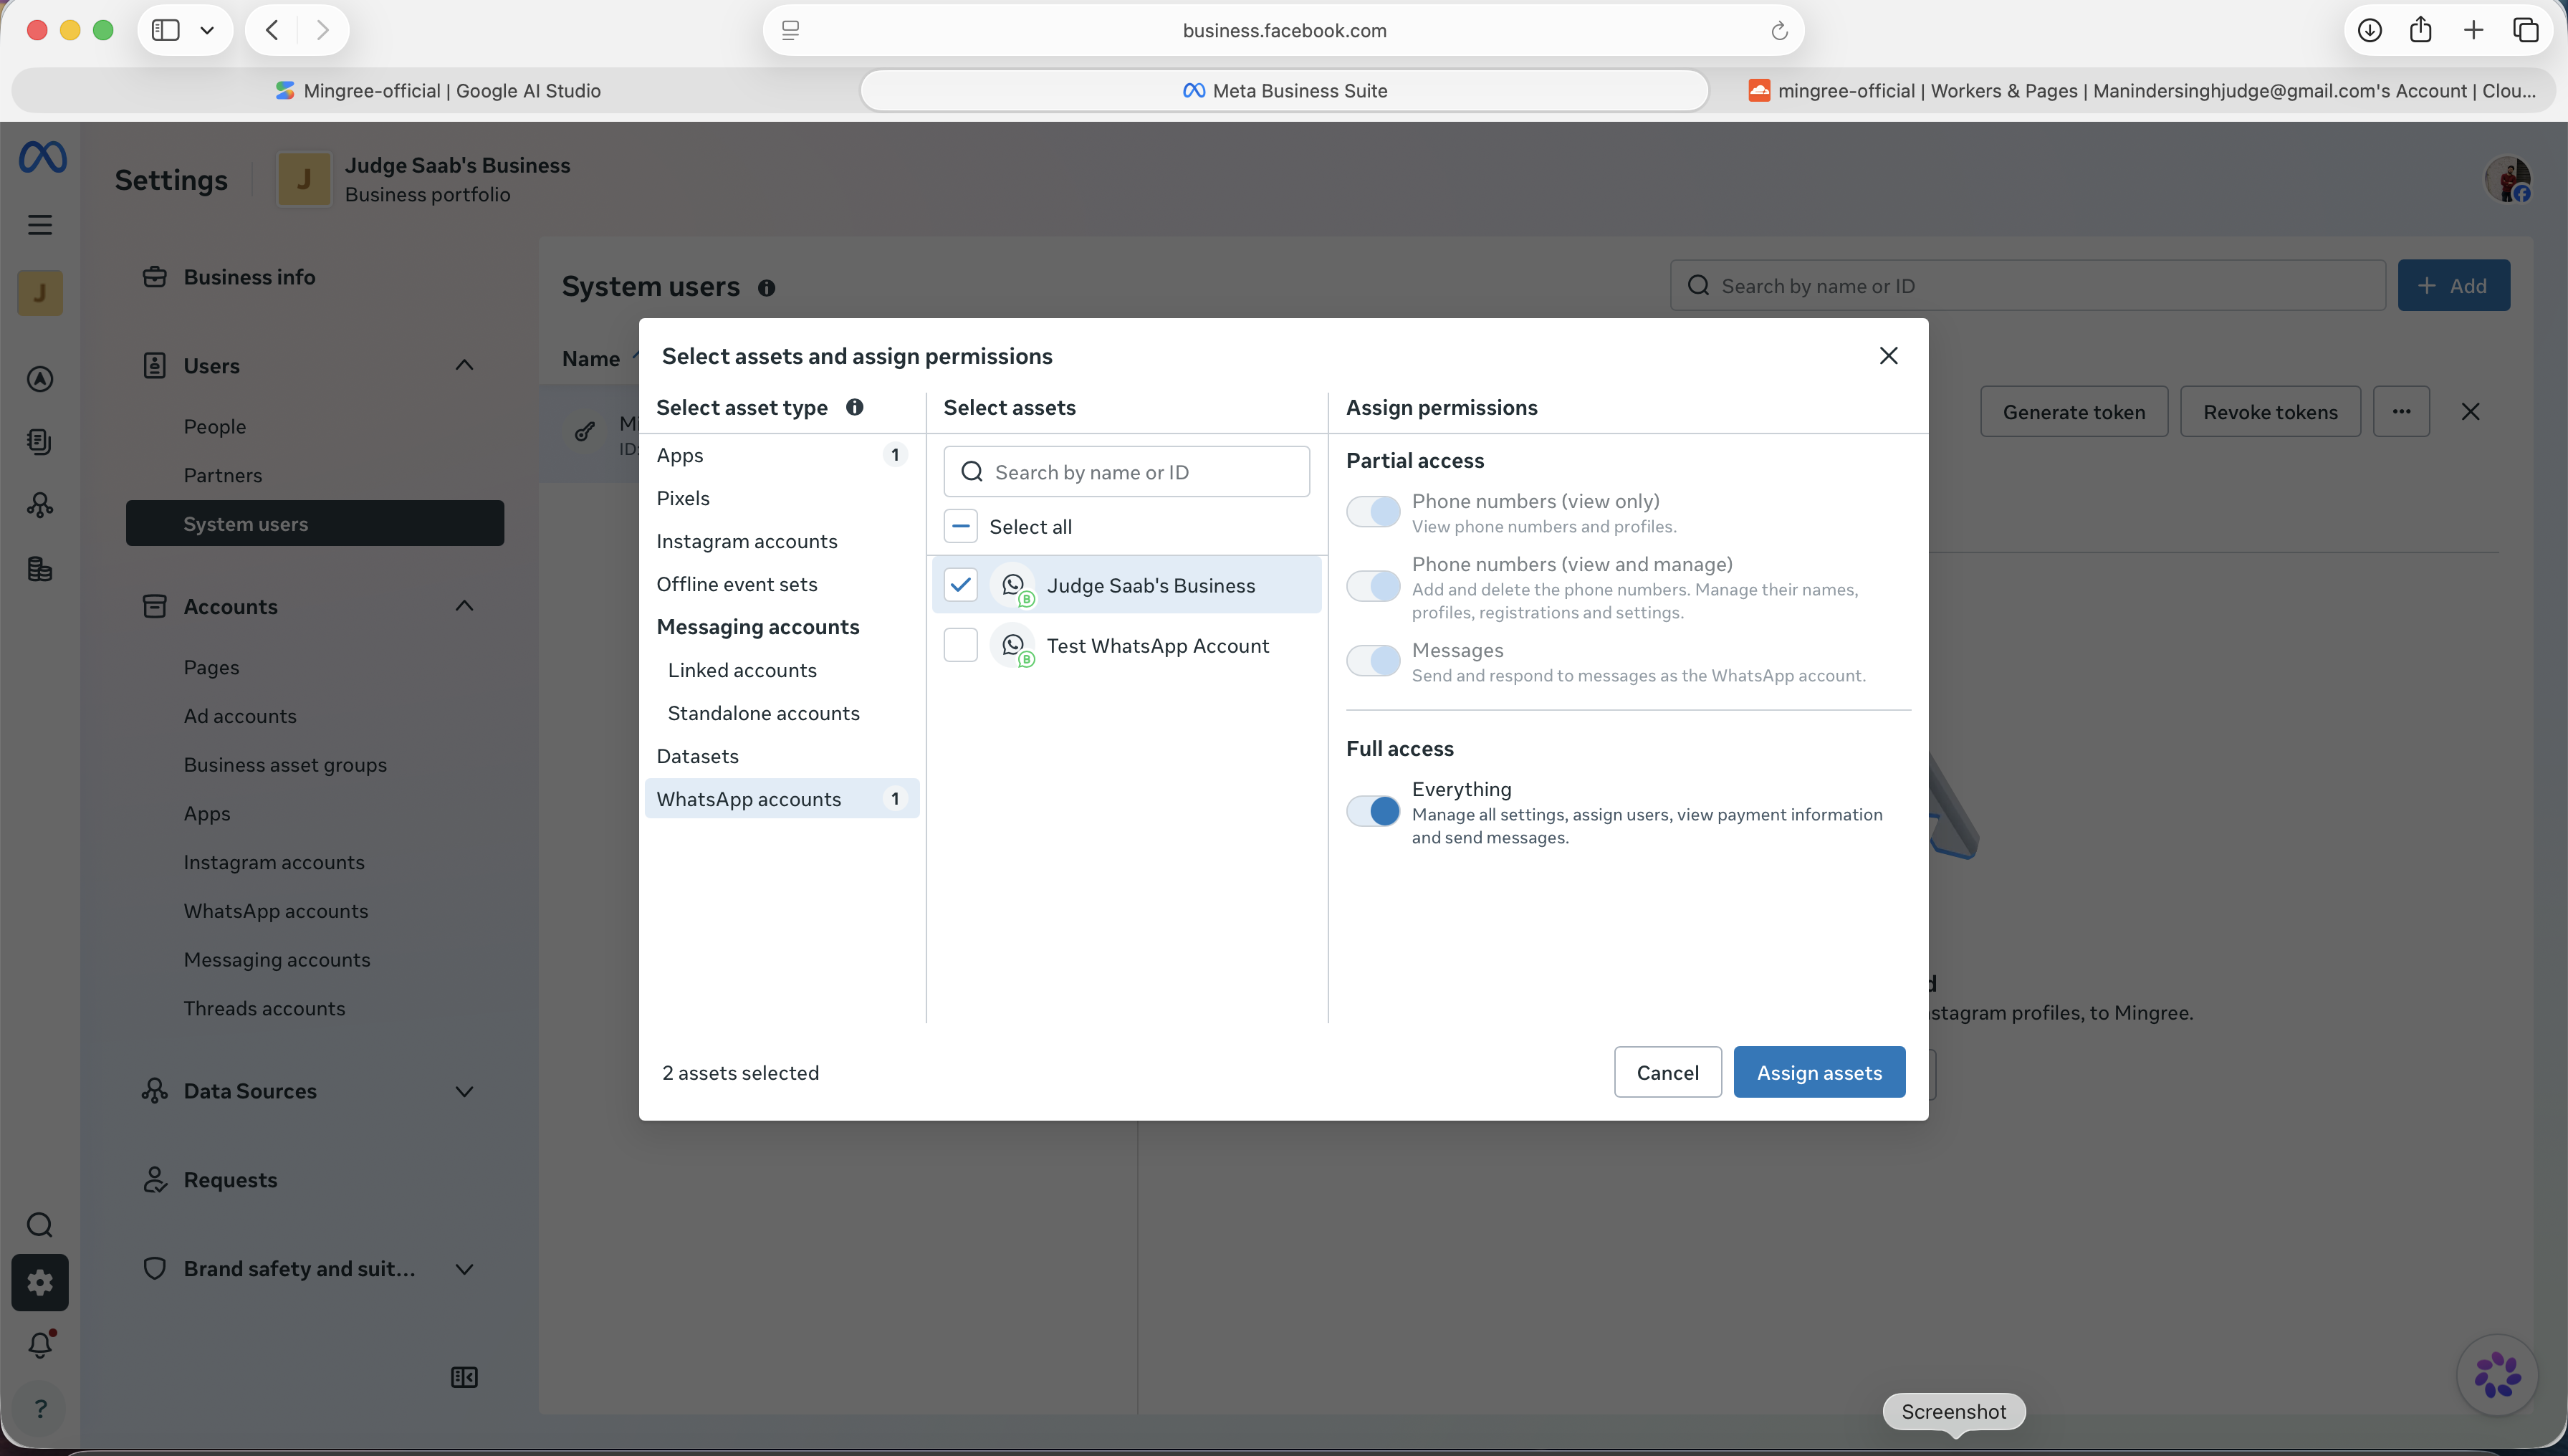 business.facebook.com
Mingree-official | Google AI Studio
Meta Business Suite
mingree-official | Workers & Pages | Manindersinghjudge@gmail.com's Account | Clou...
Settings
J
Judge Saab's Business
Business portfolio
J
Business info
Users
People
Partners
System users
Accounts
Pages
Ad accounts
Business asset groups
Apps
Instagram accounts
WhatsApp accounts
Messaging accounts
Threads accounts
Data Sources
Requests
Brand safety and suit...
?
System users
Search by name or ID
+ Add
Name
Mi
ID:
Generate token
Revoke tokens
...
Select assets and assign permissions
Select asset type
Apps 1
Pixels
Instagram accounts
Offline event sets
Messaging accounts
Linked accounts
Standalone accounts
Datasets
WhatsApp accounts 1
Select assets
Search by name or ID
Select all
Judge Saab's Business
Test WhatsApp Account
Assign permissions
Partial access
Phone numbers (view only)
View phone numbers and profiles.
Phone numbers (view and manage)
Add and delete the phone numbers. Manage their names,
profiles, registrations and settings.
Messages
Send and respond to messages as the WhatsApp account.
Full access
Everything
Manage all settings, assign users, view payment information
and send messages.
2 assets selected
Cancel
Assign assets
stagram profiles, to Mingree.
Screenshot